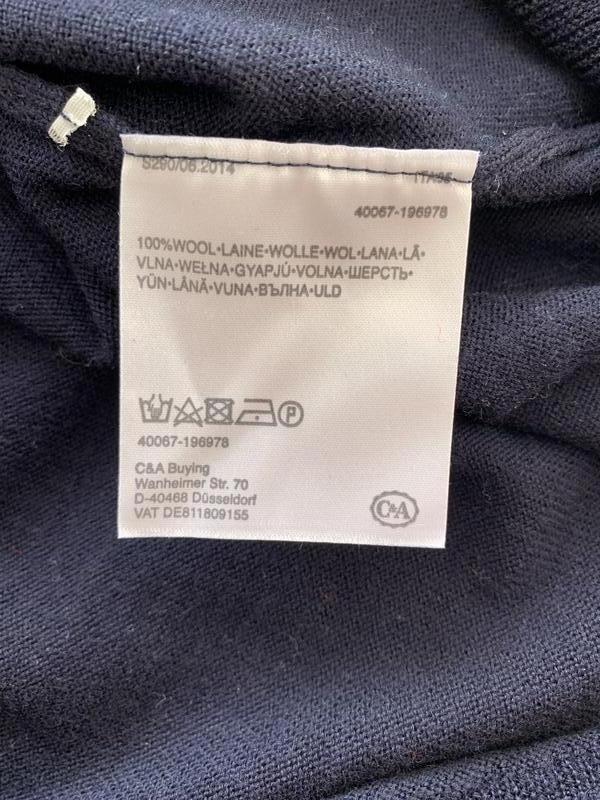 S290/06.2014
40067-196978
100%WOOL•LAINE•WOLLE•WOL•LANA•LÃ•
VLNA•WEŁNA•GYAPJÚ•VOLNA•ШЕРСТЬ•
YÜN•LÂNĂ•VUNA•ВЪЛНА•ULD
P
40067-196978
C&A Buying
Wanheimer Str. 70
D-40468 Düsseldorf
VAT DE811809155
C&A